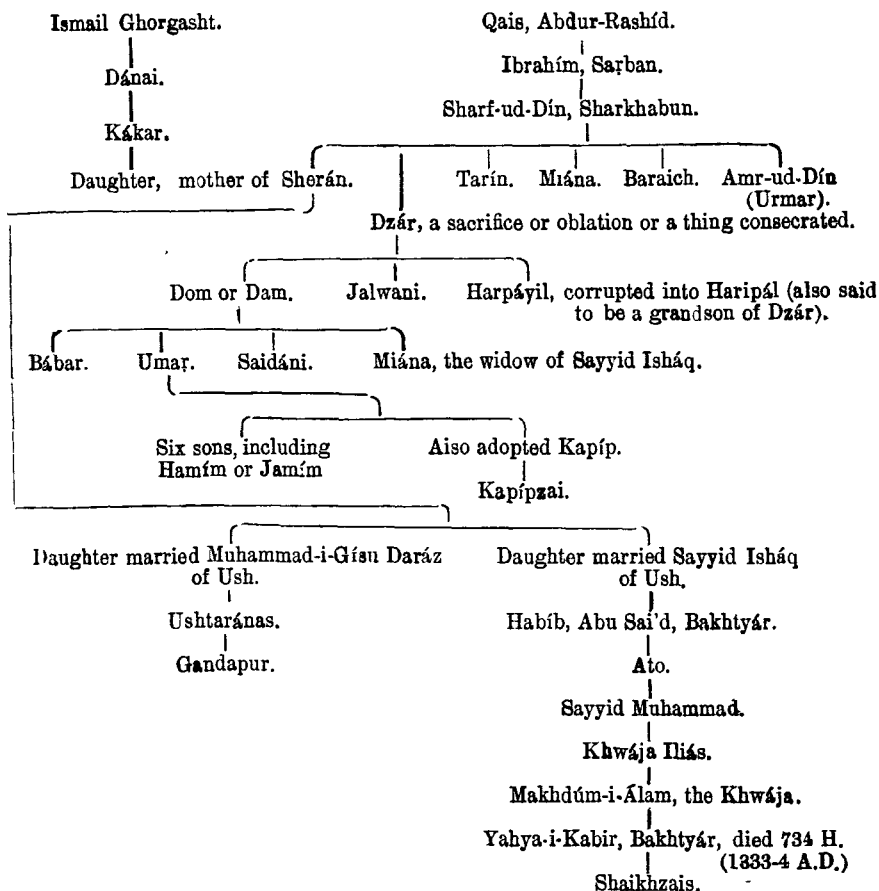 Ismail Ghorgasht.
Qais, Abdur-Rashíd.
Ibrahím, Saṛban.
Dánai.
Sharf-ud-Dín, Sharkhabun.
Kákar.
Daughter, mother of Sherán.
Tarín.
Miána.
Baraich.
Amr-ud-Dín
(Urmar).
Dzár, a sacrifice or oblation or a thing consecrated.
Dom or Dam.
Jalwani.
Harpáyil, corrupted into Haripál (also said
to be a grandson of Dzár).
Bábar.
Umaṛ.
Saidáni.
Miána, the widow of Sayyid Isháq.
Six sons, including
Hamím or Jamím
Aiso adopted Kapíp.
Kapípzai.
Daughter married Muhammad-i-Gísu Daráz
of Ush.
Daughter married Sayyid Isháq
of Ush.
Ushtaránas.
Habíb, Abu Sai'd, Bakhtyár.
Gandapur.
Ato.
Sayyid Muhammad.
Khwája Iliás.
Makhdúm-i-Álam, the Khwája.
Yahya-i-Kabir, Bakhtyár, died 734 H.
(1333-4 A.D.)
Shaikhzais.